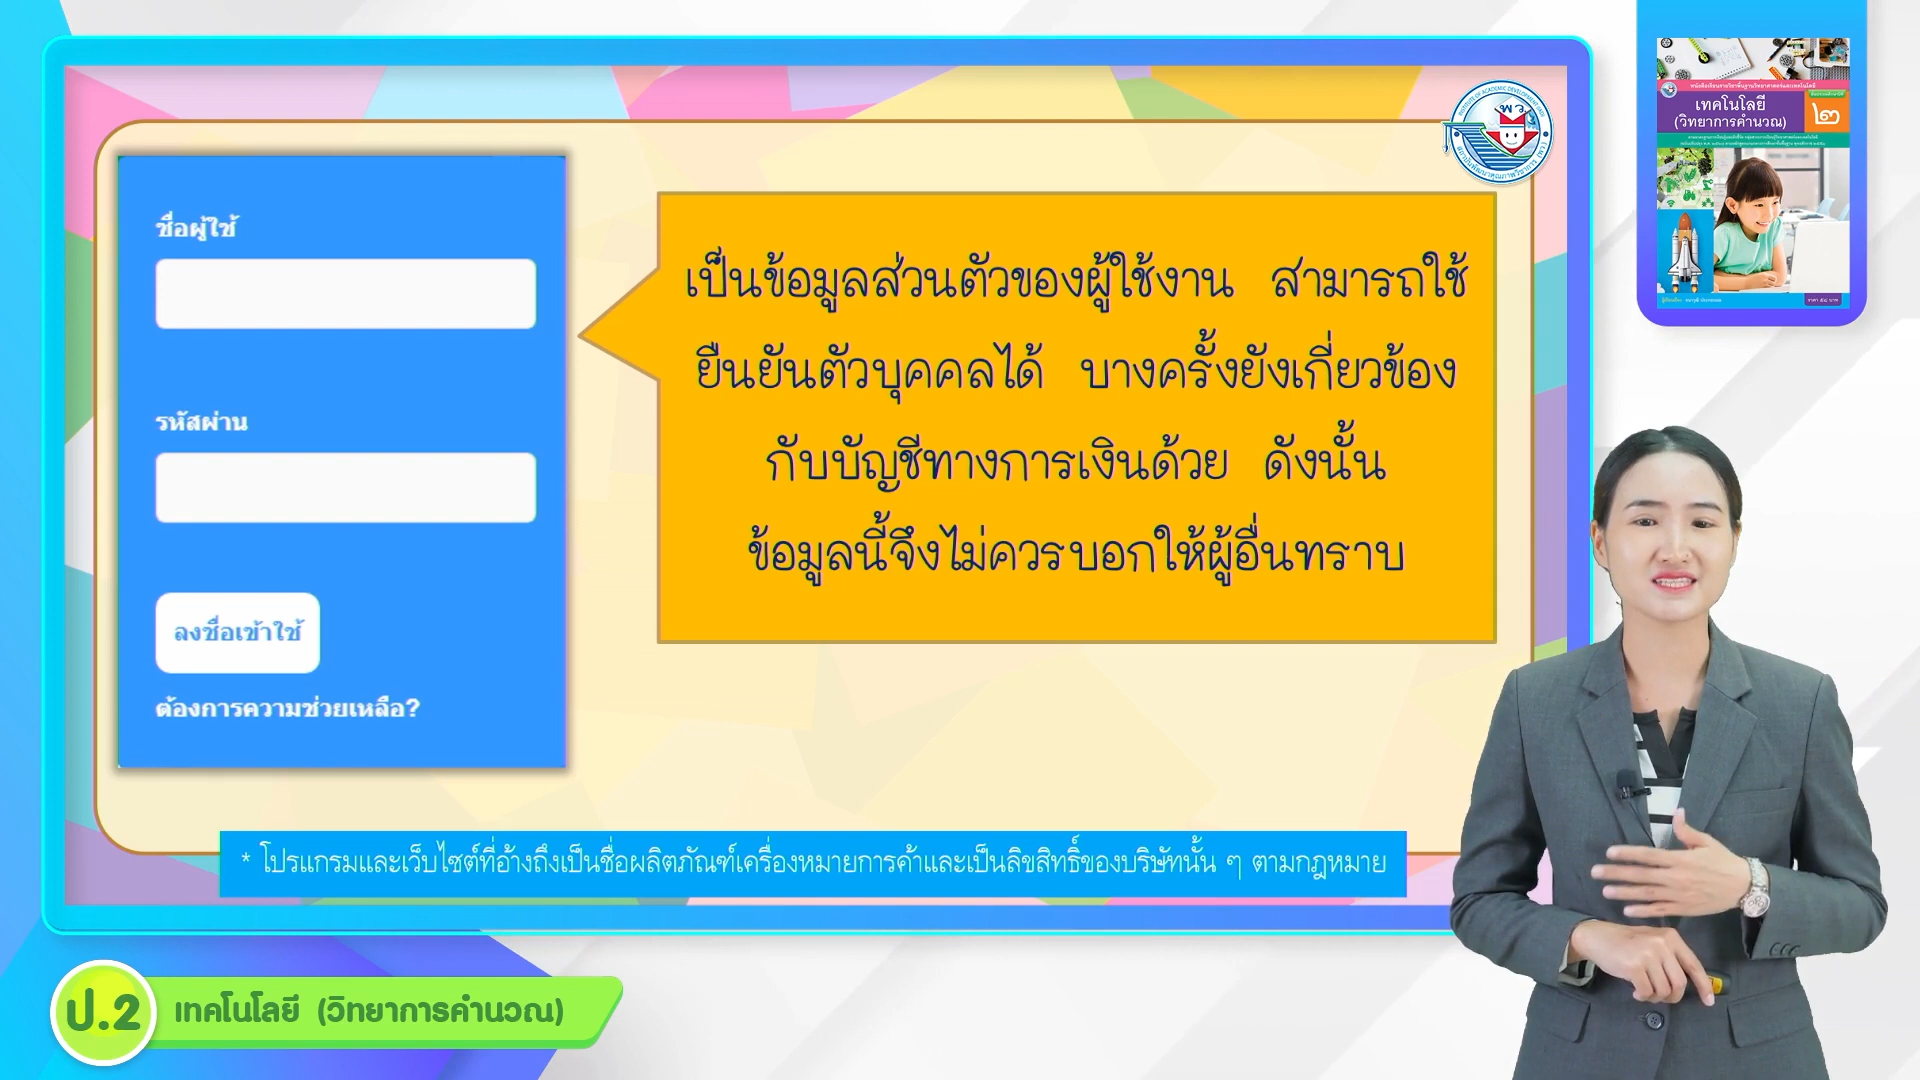 ชื่อผู้ใช้
รหัสผ่าน
ลงชื่อเข้าใช้
ต้องการความช่วยเหลือ?
เป็นข้อมูลส่วนตัวของผู้ใช้งาน สามารถใช้
ยืนยันตัวบุคคลได้ บางครั้งยังเกี่ยวข้อง
กับบัญชีทางการเงินด้วย ดังนั้น
ข้อมูลนี้จึงไม่ควรบอกให้ผู้อื่นทราบ
* โปรแกรมและเว็บไซต์ที่อ้างถึงเป็นชื่อผลิตภัณฑ์เครื่องหมายการค้าและเป็นลิขสิทธิ์ของบริษัทนั้น ๆ ตามกฎหมาย
พว.
เทคโนโลยี
(วิทยาการคำนวณ)
๒
ป.2 เทคโนโลยี (วิทยาการคำนวณ)